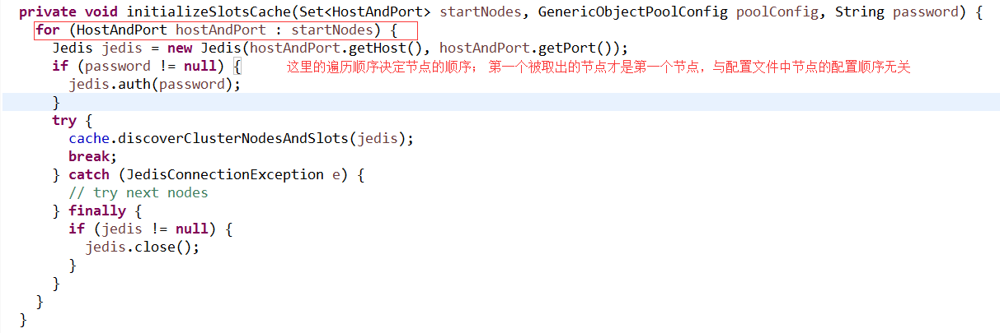 private void initializeSlotsCache(Set<HostAndPort> startNodes, GenericObjectPoolConfig poolConfig, String password) {
for (HostAndPort hostAndPort : startNodes) {
Jedis jedis = new Jedis(hostAndPort.getHost(), hostAndPort.getPort());
if (password != null) { 这里的遍历顺序决定节点的顺序； 第一个被取出的节点才是第一个节点，与配置文件中节点的配置顺序无关
jedis.auth(password);
}
try {
cache.discoverClusterNodesAndSlots(jedis);
break;
} catch (JedisConnectionException e) {
// try next nodes
} finally {
if (jedis != null) {
jedis.close();
}
}
}
}